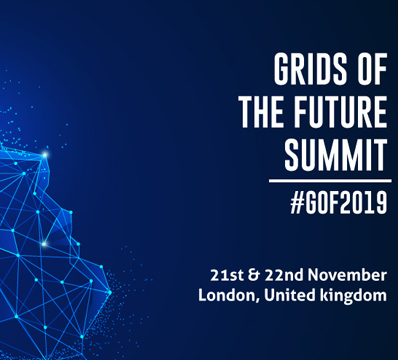 GRIDS OF
THE FUTURE
SUMMIT
#GOF2019
21st & 22nd November
London, United kingdom